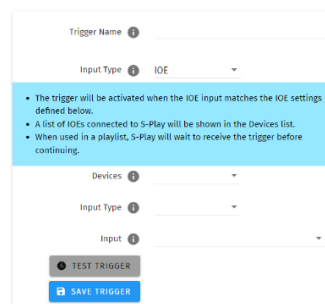 Trigger Name
Input Type IOE
• The trigger will be activated when the IOE input matches the IOE settings
defined below.
• A list of IOEs connected to S-Play will be shown in the Devices list.
• When used in a playlist, S-Play will wait to receive the trigger before
continuing.
Devices
Input Type
Input
TEST TRIGGER
SAVE TRIGGER